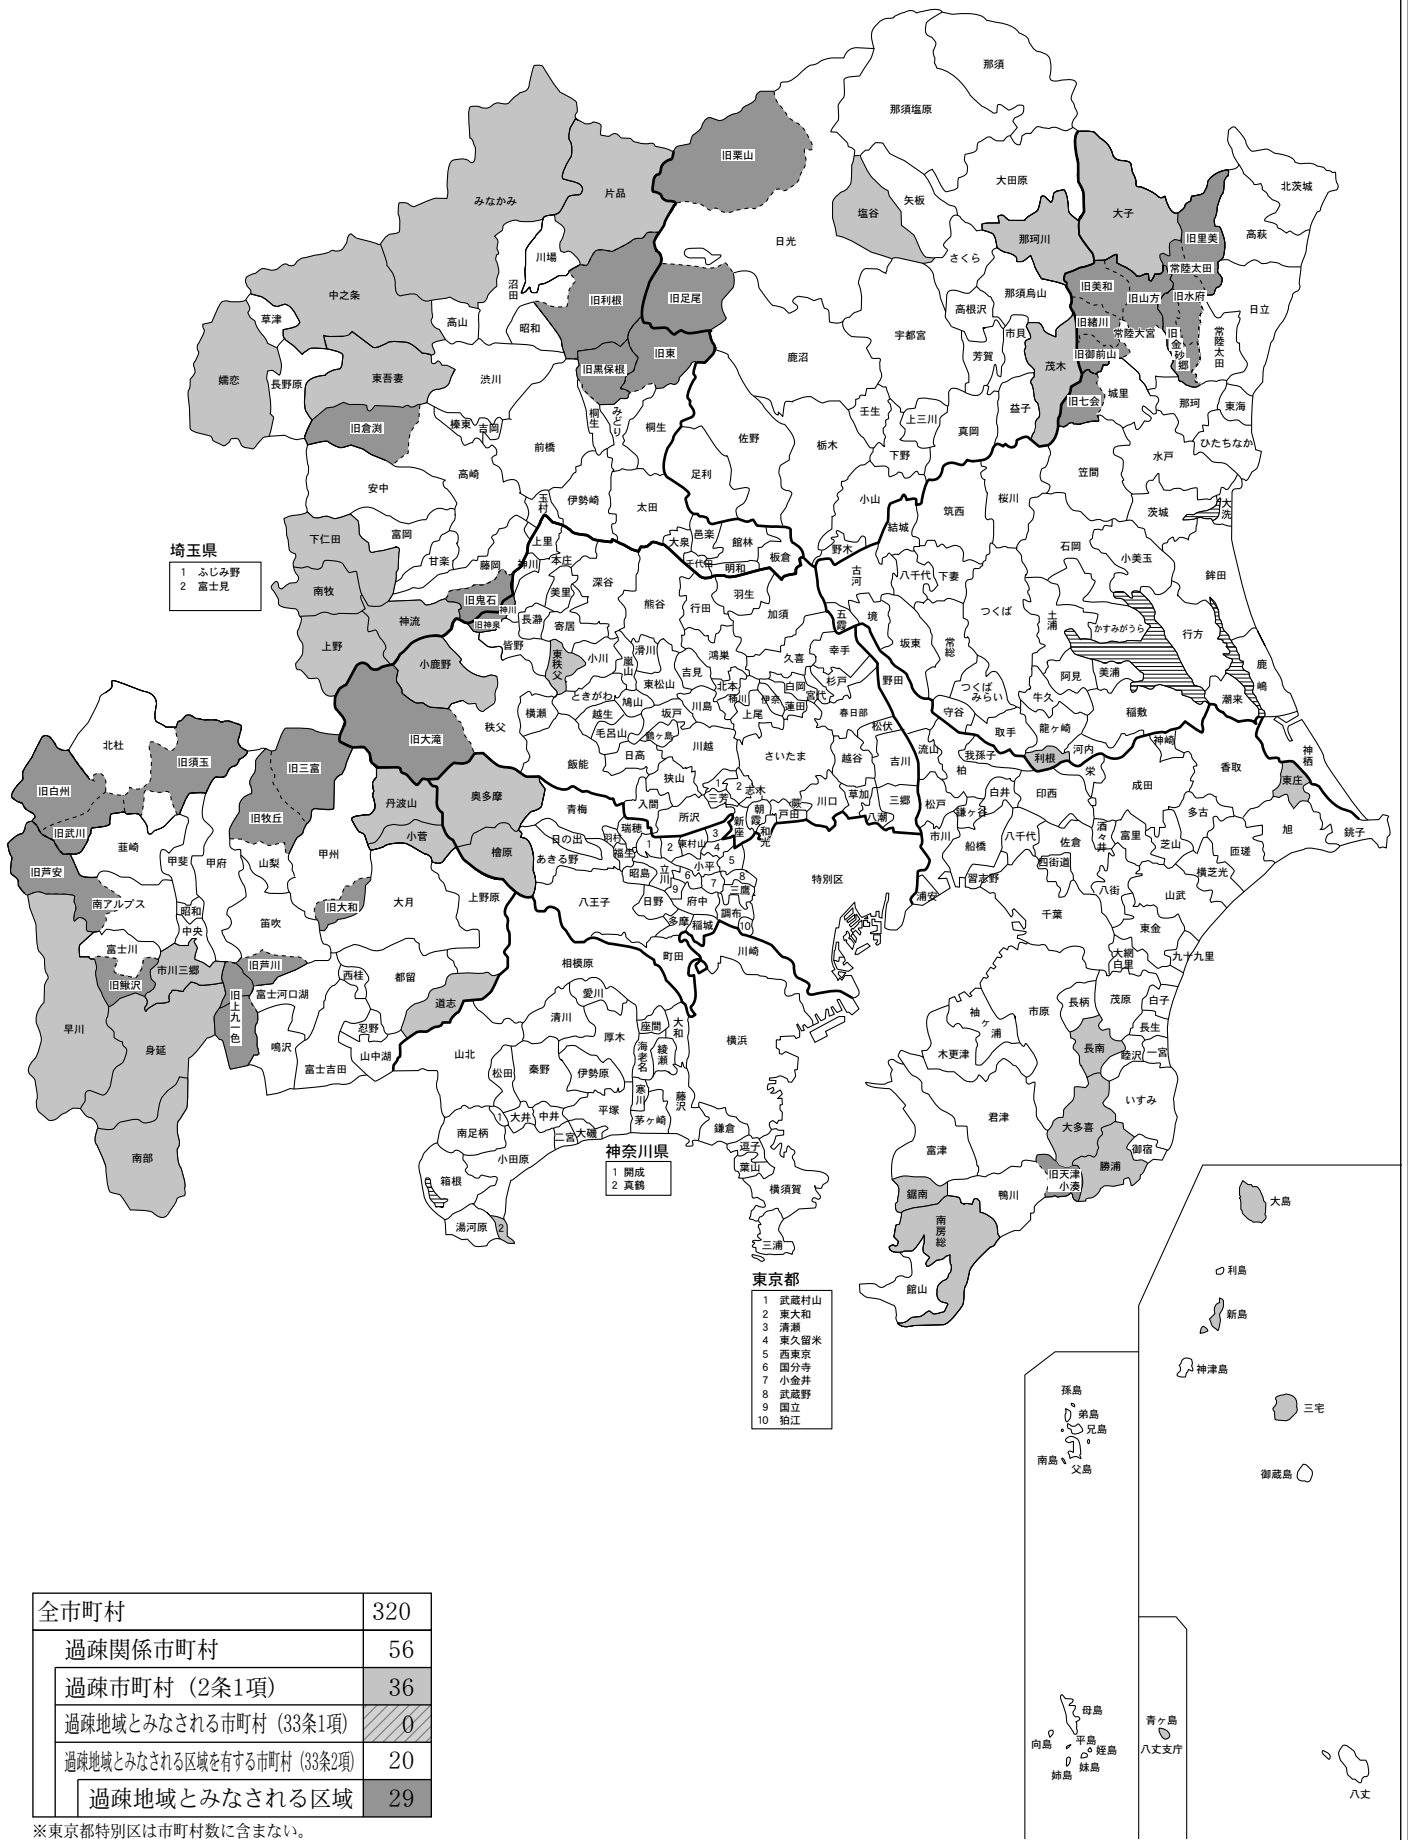 那須
那須塩原
旧栗山
大田原
北茨城
矢板
片品
みなかみ
塩谷
大子
那珂川
旧里美
高萩
日光
川場
さくら
常陸太田
沼田
旧美和
中之条
旧利根
旧足尾
那須烏山
旧山方
旧水府
日立
草津
高山
昭和
高根沢
旧緒川
宇都宮
市貝
常陸大宮
旧金砂郷
常陸太田
旧東
鹿沼
芳賀
旧御前山
嬬恋
長野原
東吾妻
渋川
旧黒保根
茂木
旧七会
城里
那珂
東海
桐生
みどり
桐生
壬生
上三川
益子
旧倉渕
榛東
吉岡
前橋
佐野
栃木
真岡
ひたちなか
高崎
足利
下野
水戸
笠間
安中
玉村
伊勢崎
太田
小山
筑西
桜川
茨城
大洗
結城
富岡
下仁田
大泉
邑楽
館林
板倉
野木
石岡
小美玉
上里
甘楽
藤岡
神川
本庄
千代田
明和
古河
八千代
下妻
鉾田
埼玉県
1 ふじみ野
2 富士見
南牧
旧鬼石
神川
美里
深谷
羽生
つくば
熊谷
行田
加須
神流
旧神泉
長瀞
寄居
五霞
境
土浦
かすみがうら
行方
上野
皆野
坂東
常総
小鹿野
東秩父
小川
嵐山
滑川
吉見
鴻巣
久喜
幸手
鹿嶋
阿見
美浦
東松山
北本
桶川
伊奈
白岡
宮代
杉戸
野田
つくばみらい
牛久
潮来
ときがわ
鳩山
川島
上尾
蓮田
春日部
守谷
稲敷
秩父
横瀬
越生
坂戸
松伏
取手
龍ヶ崎
毛呂山
鶴ヶ島
旧大滝
川越
さいたま
流山
我孫子
利根
河内
神崎
神栖
北杜
飯能
日高
越谷
吉川
柏
栄
香取
旧須玉
旧三富
狭山
1
2
志木
成田
東庄
旧白州
丹波山
奥多摩
青梅
入間
三芳
朝霞
蕨
戸田
川口
草加
三郷
松戸
白井
印西
多古
所沢
新座
八潮
鎌ヶ谷
旭
銚子
旧武川
旧牧丘
瑞穂
和光
市川
八千代
佐倉
酒々井
富里
芝山
匝瑳
韮崎
小菅
日の出
羽村
1
2
東村山
3
4
船橋
旧芦安
甲斐
甲府
山梨
甲州
檜原
あきる野
福生
小平
5
四街道
横芝光
昭島
立川
6
7
8
三鷹
特別区
習志野
八街
山武
南アルプス
昭和
旧大和
大月
上野原
八王子
9
日野
府中
浦安
中央
笛吹
多摩
稲城
調布
10
千葉
東金
富士川
旧芦川
町田
川崎
大網白里
九十九里
旧鰍沢
市川三郷
西桂
相模原
旧上九一色
富士河口湖
都留
道志
愛川
長柄
茂原
白子
市原
早川
忍野
清川
座間
大和
横浜
袖ヶ浦
長生
身延
鳴沢
富士吉田
山中湖
山北
厚木
海老名
綾瀬
木更津
長南
睦沢
一宮
松田
秦野
伊勢原
寒川
藤沢
いすみ
1
大井
中井
平塚
茅ヶ崎
君津
南部
南足柄
二宮
大磯
鎌倉
大多喜
小田原
神奈川県
1 開成
2 真鶴
逗子
葉山
富津
御宿
勝浦
箱根
横須賀
旧天津小湊
鋸南
鴨川
大島
湯河原
2
三浦
南房総
東京都
1 武蔵村山
2 東大和
3 清瀬
4 東久留米
5 西東京
6 国分寺
7 小金井
8 武蔵野
9 国立
10 狛江
館山
利島
新島
神津島
孫島
弟島
兄島
南島
父島
三宅
御蔵島
母島
向島
平島
姪島
姉島
妹島
青ヶ島
八丈支庁
八丈
全市町村 320
過疎関係市町村 56
過疎市町村（2条1項） 36
過疎地域とみなされる市町村（33条1項） 0
過疎地域とみなされる区域を有する市町村（33条2項） 20
過疎地域とみなされる区域 29
※東京都特別区は市町村数に含まない。